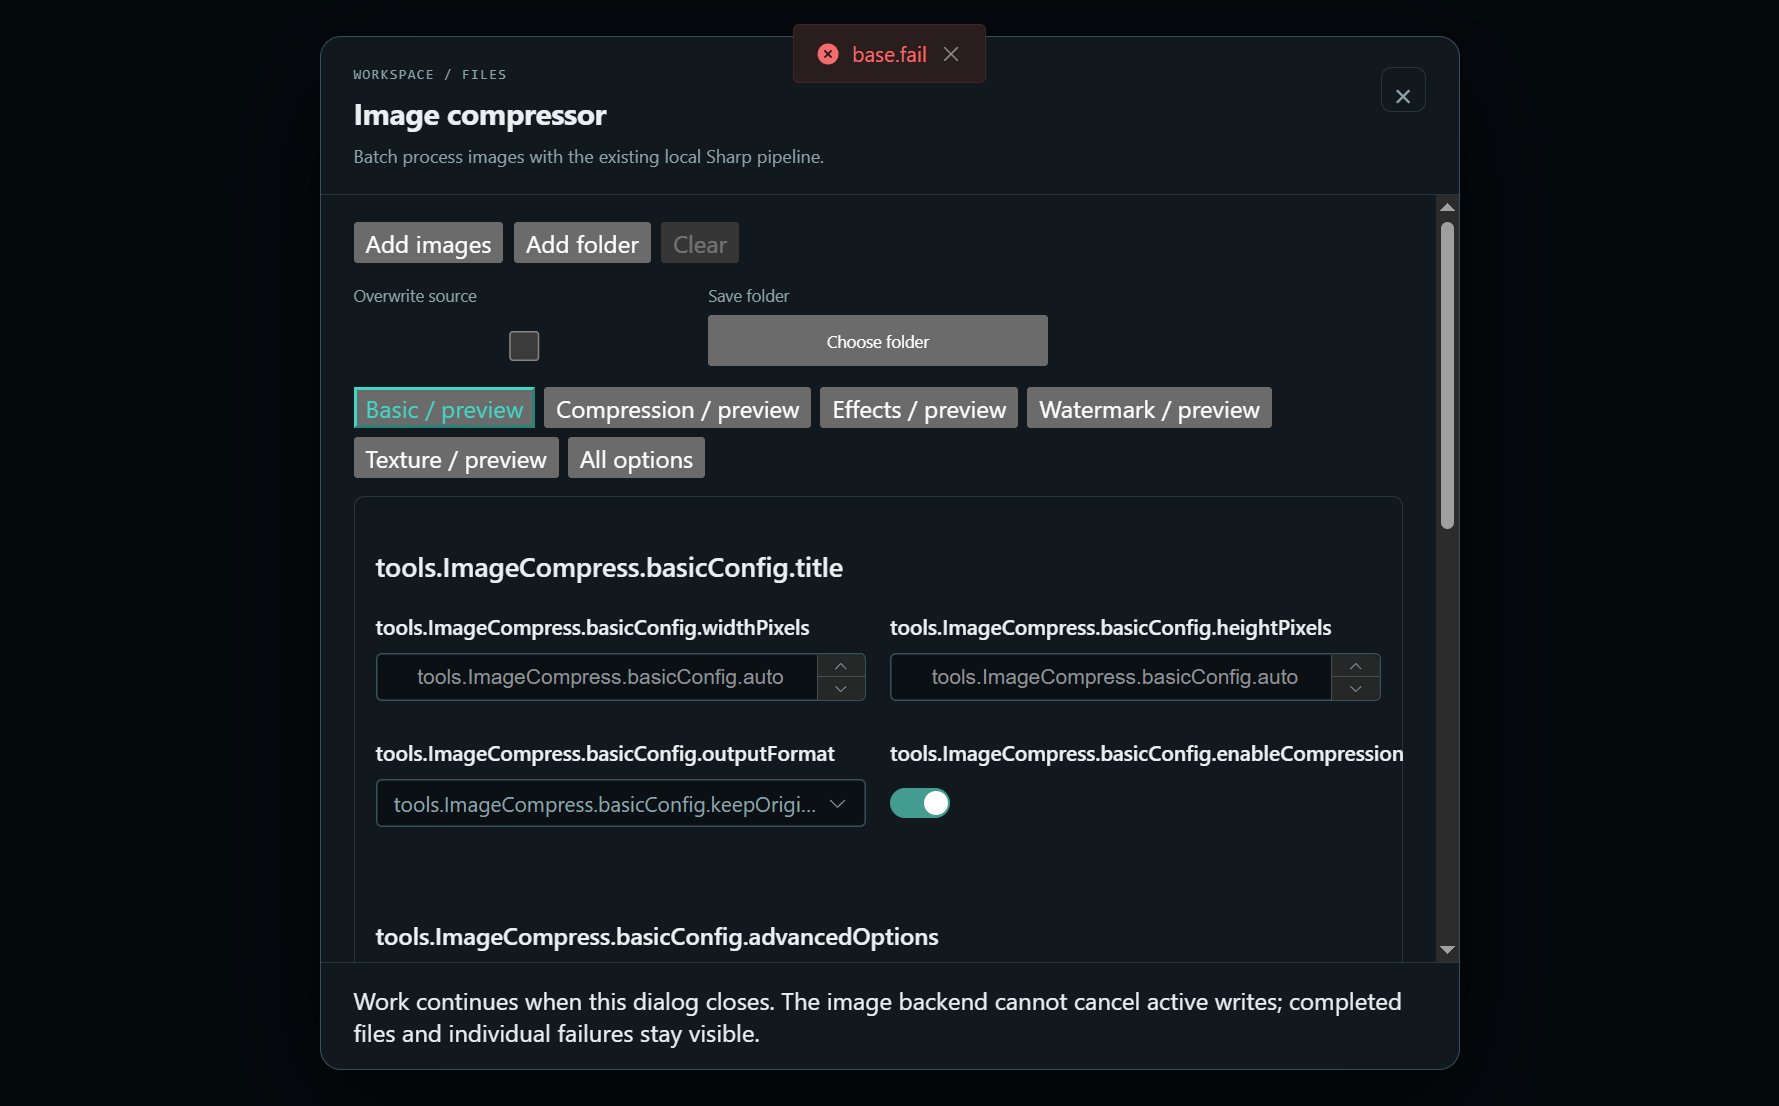 base.fail
WORKSPACE / FILES
Image compressor
Batch process images with the existing local Sharp pipeline.
Add images
Add folder
Clear
Overwrite source
Save folder
Choose folder
Basic / preview
Compression / preview
Effects / preview
Watermark / preview
Texture / preview
All options
tools.ImageCompress.basicConfig.title
tools.ImageCompress.basicConfig.widthPixels
tools.ImageCompress.basicConfig.heightPixels
tools.ImageCompress.basicConfig.auto
tools.ImageCompress.basicConfig.auto
tools.ImageCompress.basicConfig.outputFormat
tools.ImageCompress.basicConfig.enableCompression
tools.ImageCompress.basicConfig.keepOrigi...
tools.ImageCompress.basicConfig.advancedOptions
Work continues when this dialog closes. The image backend cannot cancel active writes; completed
files and individual failures stay visible.